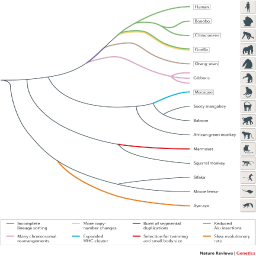 Human
Bonobo
Chimpanzee
Gorilla
Orang-utan
Gibbons
Macaque
Sooty mangabey
Baboon
African green monkey
Marmoset
Squirrel monkey
Sifaka
Mouse lemur
Aye-aye
Incomplete lineage sorting
More copy-number changes
Burst of segmental duplications
Reduced Alu insertions
Many chromosomal rearrangements
Expanded MHC cluster
Selection for twinning and small body size
Slow evolutionary rate
Nature Reviews | Genetics